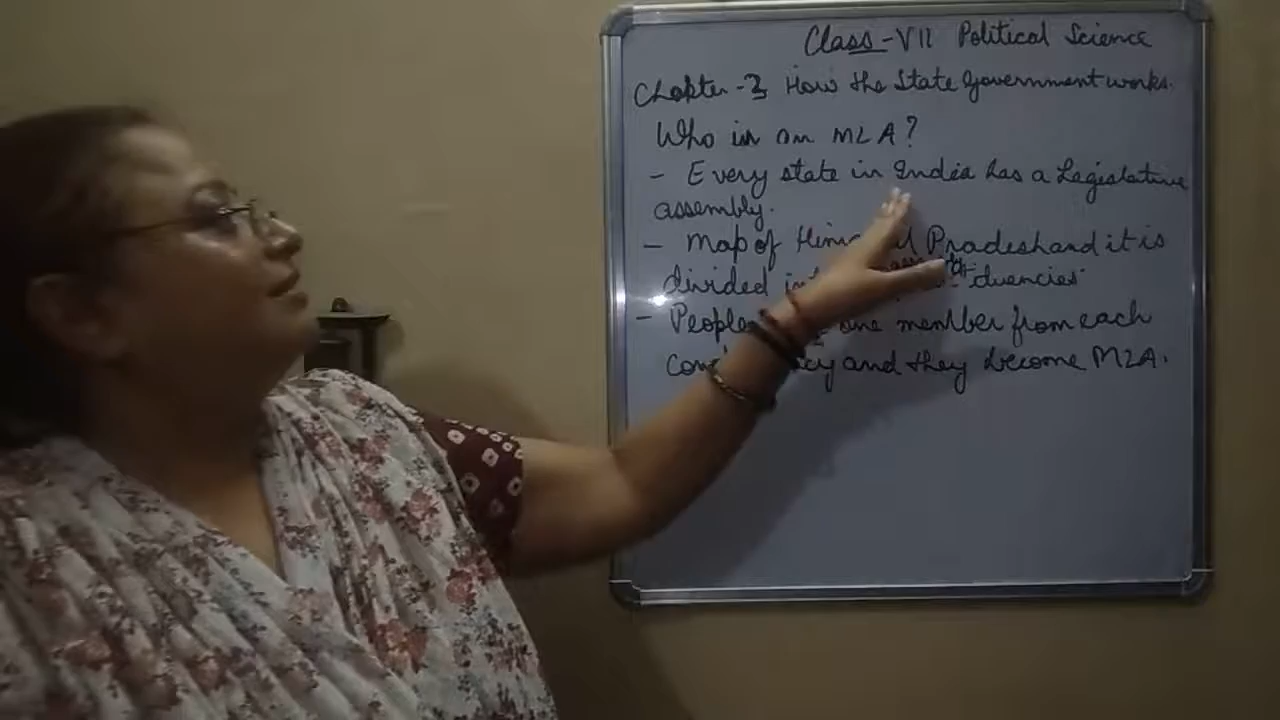 Class-VII Political Science
Chapter-3 How the State Government works.
Who is an MLA?
- Every state in India has a Legislative
assembly.
- Map of Pradesh and it is
divided
- People one member from each
and they become MLA.